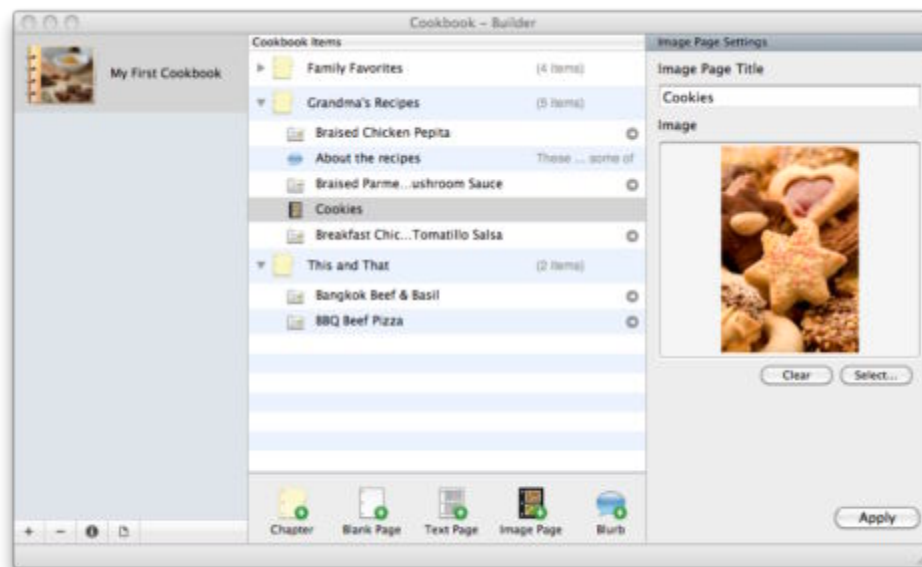 Cookbook – Builder
My First Cookbook
Cookbook Items
Family Favorites (4 items)
Grandma's Recipes (5 items)
Braised Chicken Pepita
About the recipes These ... some of
Braised Parme...ushroom Sauce
Cookies
Breakfast Chic...Tomatillo Salsa
This and That (2 items)
Bangkok Beef & Basil
BBQ Beef Pizza
Chapter Blank Page Text Page Image Page Blurb
Image Page Settings
Image Page Title
Cookies
Image
Clear Select...
Apply